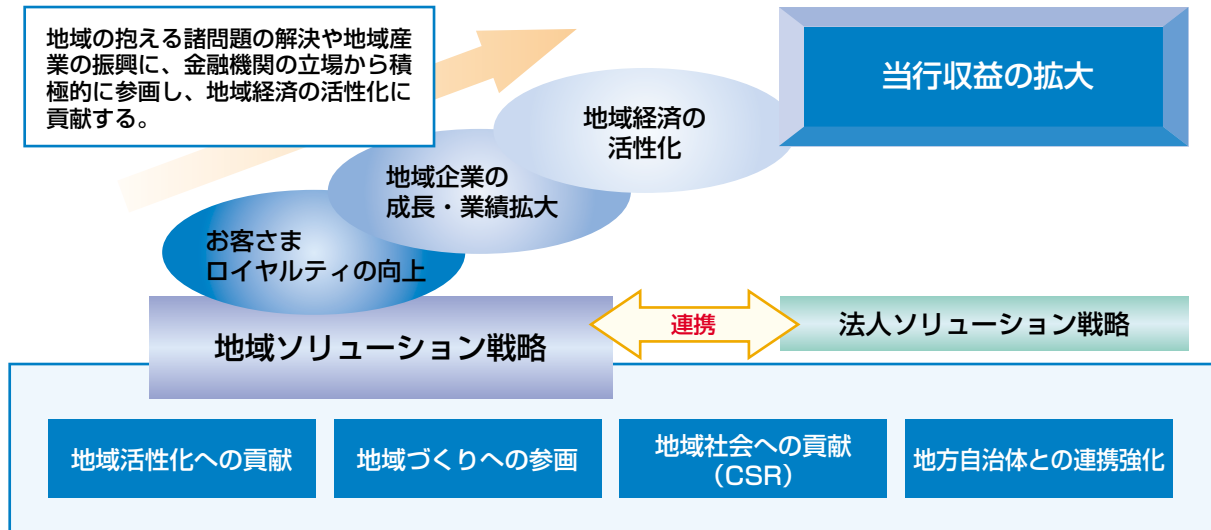 地域の抱える諸問題の解決や地域産
業の振興に、金融機関の立場から積
極的に参画し、地域経済の活性化に
貢献する。
当行収益の拡大
地域経済の
活性化
地域企業の
成長・業績拡大
お客さま
ロイヤルティの向上
地域ソリューション戦略
連携
法人ソリューション戦略
地域活性化への貢献
地域づくりへの参画
地域社会への貢献
（CSR）
地方自治体との連携強化